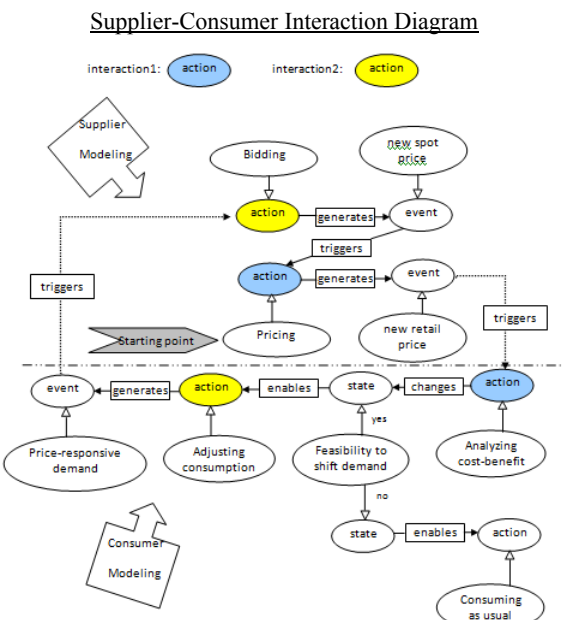 Supplier-Consumer Interaction Diagram
interaction1: action interaction2: action
Supplier
Modeling
Bidding
new spot
price
action generates event
triggers
action generates event
triggers
triggers
Starting point
Pricing
new retail
price
event generates action enables state changes action
yes
Price-responsive
demand
Adjusting
consumption
Feasibility to
shift demand
Analyzing
cost-benefit
no
state enables action
Consumer
Modeling
Consuming
as usual